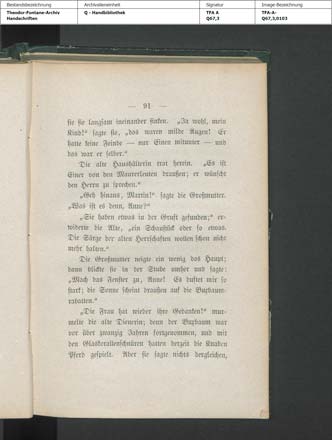 Bestandsbezeichnung
Theodor-Fontane-Archiv
Handschriften
Archivalieneinheit
Q - Handbibliothek
Signatur
TFA A
Q67,3
Image-Bezeichnung
TFA-A-
Q67,3,0103
— 91 —
sie sie langsam ineinander sinken. „Ja wohl, mein
Kind!“ sagte sie, „das waren milde Augen! Er
hatte keine Feinde — nur Einen mitunter — und
das war er selber.“
Die alte Haushälterin trat herein. „Es ist
Einer von den Maurerleuten draußen; er wünscht
den Herrn zu sprechen.“
„Geh hinaus, Martin!“ sagte die Großmutter.
„Was ist es denn, Anne?“
„Sie haben etwas in der Gruft gefunden;“ er-
widerte die Alte, „ein Schaustück oder so etwas.
Die Särge der alten Herrschaften wollen schon nicht
mehr halten.“
Die Großmutter neigte ein wenig das Haupt;
dann blickte sie in der Stube umher und sagte:
„Mach das Fenster zu, Anne! Es duftet mir so
stark; die Sonne scheint draußen auf die Buxbaum-
rabatten.“
„Die Frau hat wieder ihre Gedanken!“ mur-
melte die alte Dienerin; denn der Buxbaum war
vor über zwanzig Jahren fortgenommen, und mit
den Glaskorallenschnüren hatten derzeit die Knaben
Pferd gespielt. Aber sie sagte nichts dergleichen,